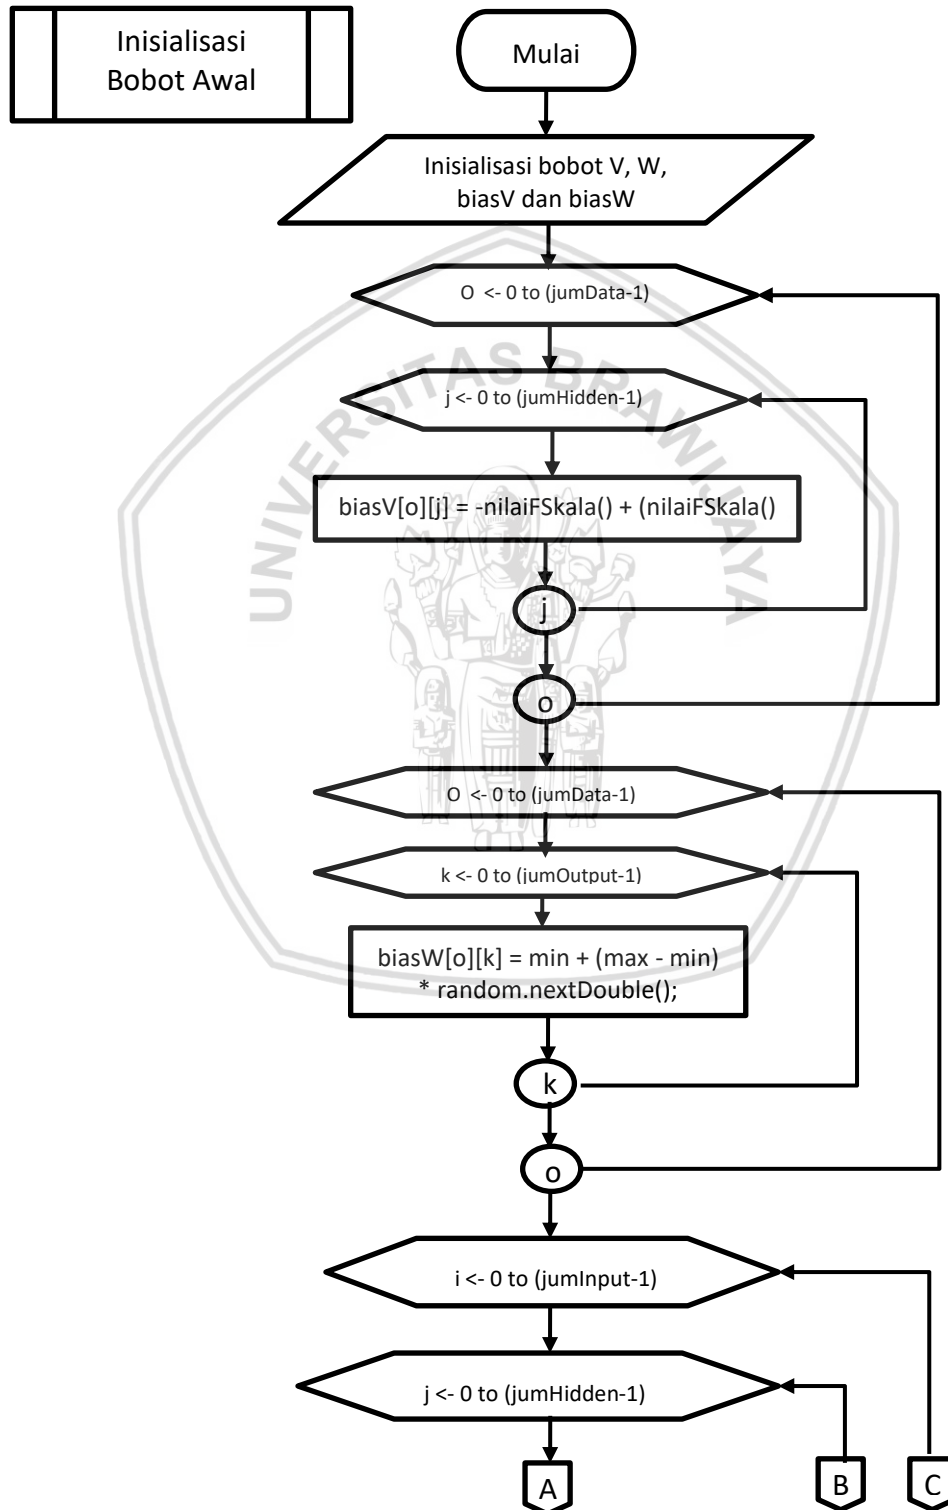 Inisialisasi
Bobot Awal
Mulai
Inisialisasi bobot V, W,
biasV dan biasW
O <- 0 to (jumData-1)
j <- 0 to (jumHidden-1)
biasV[o][j] = -nilaiFSkala() + (nilaiFSkala()
j
o
O <- 0 to (jumData-1)
k <- 0 to (jumOutput-1)
biasW[o][k] = min + (max - min)
* random.nextDouble();
k
o
i <- 0 to (jumInput-1)
j <- 0 to (jumHidden-1)
A
B
C
UNIVERSITAS BRAWIJAYA